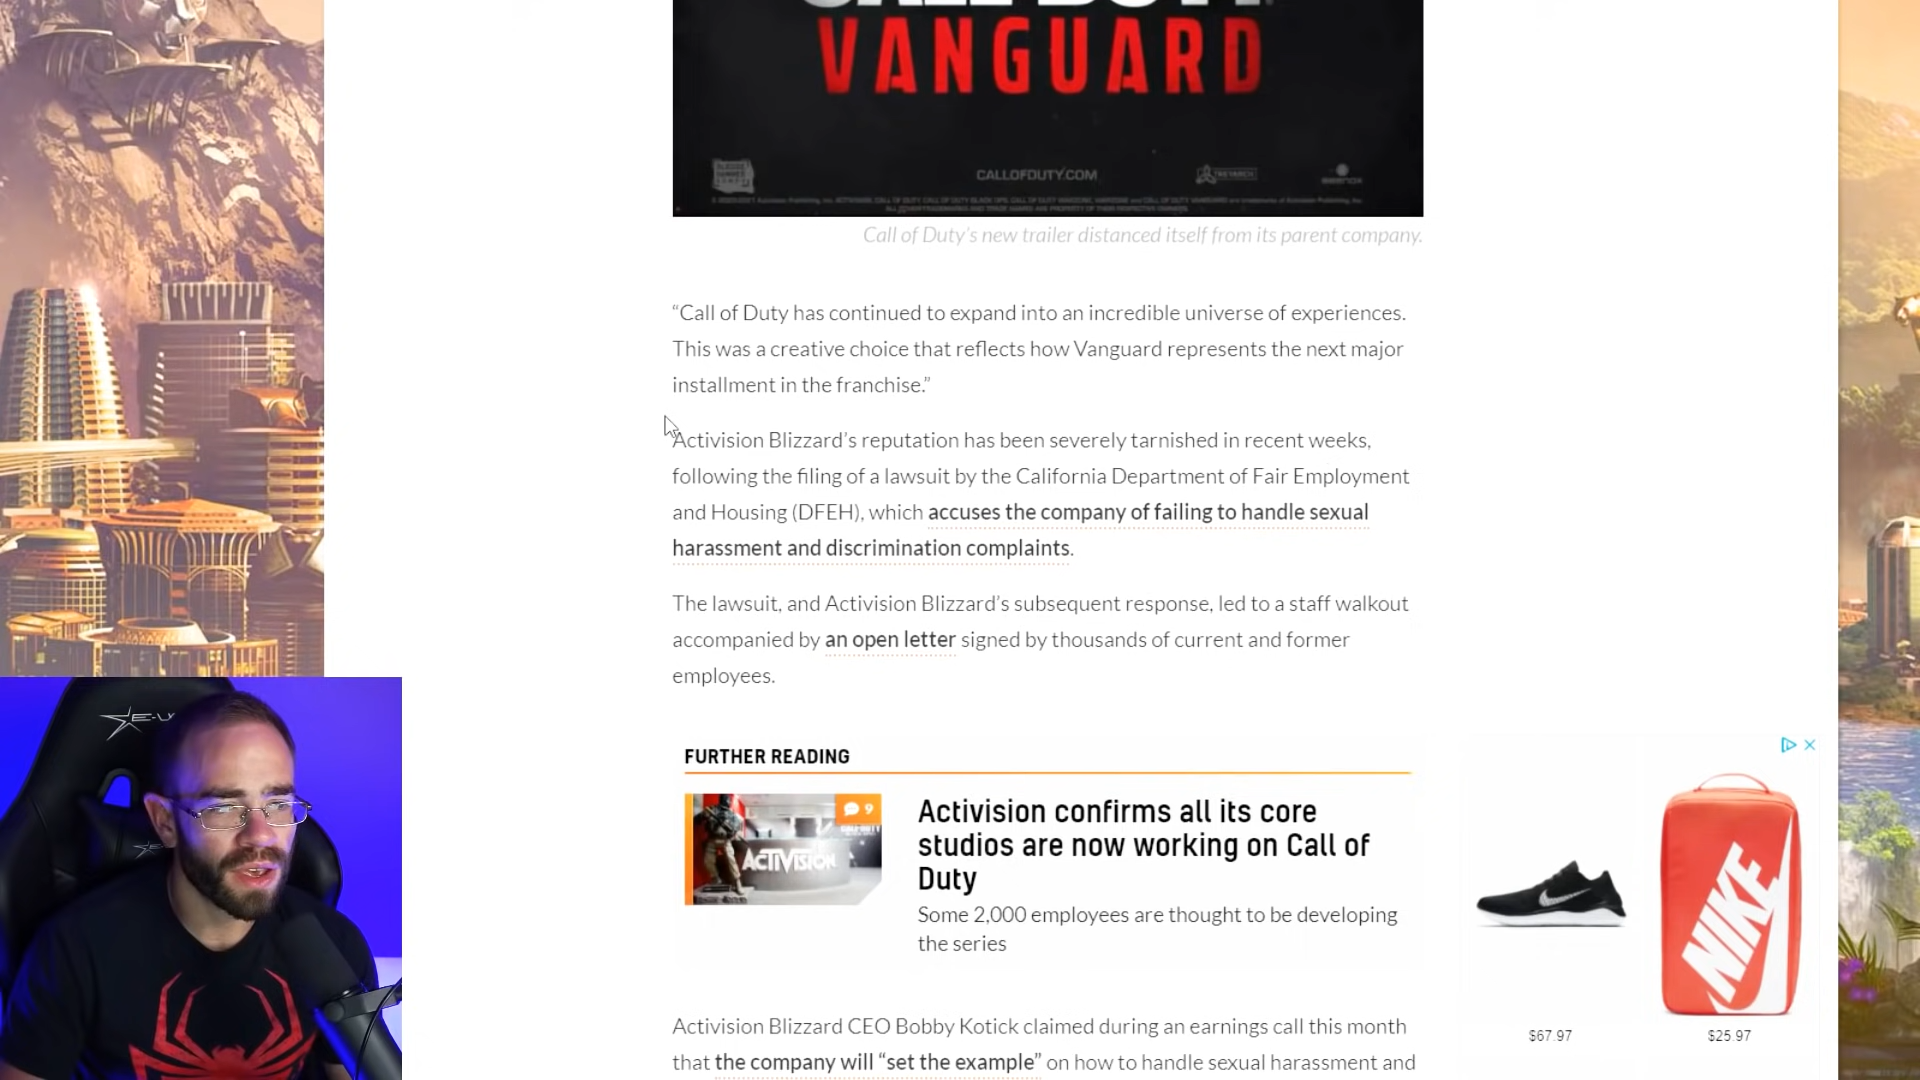 CALL OF DUTY
VANGUARD
CALLOFDUTY.COM
TREYARCH
Call of Duty’s new trailer distanced itself from its parent company.
“Call of Duty has continued to expand into an incredible universe of experiences.
This was a creative choice that reflects how Vanguard represents the next major
installment in the franchise.”
Activision Blizzard’s reputation has been severely tarnished in recent weeks,
following the filing of a lawsuit by the California Department of Fair Employment
and Housing (DFEH), which accuses the company of failing to handle sexual
harassment and discrimination complaints.
The lawsuit, and Activision Blizzard’s subsequent response, led to a staff walkout
accompanied by an open letter signed by thousands of current and former
employees.
FURTHER READING
9
ACTIVISION
Activision confirms all its core
studios are now working on Call of
Duty
Some 2,000 employees are thought to be developing
the series
NIKE
$67.97
$25.97
Activision Blizzard CEO Bobby Kotick claimed during an earnings call this month
that the company will “set the example” on how to handle sexual harassment and